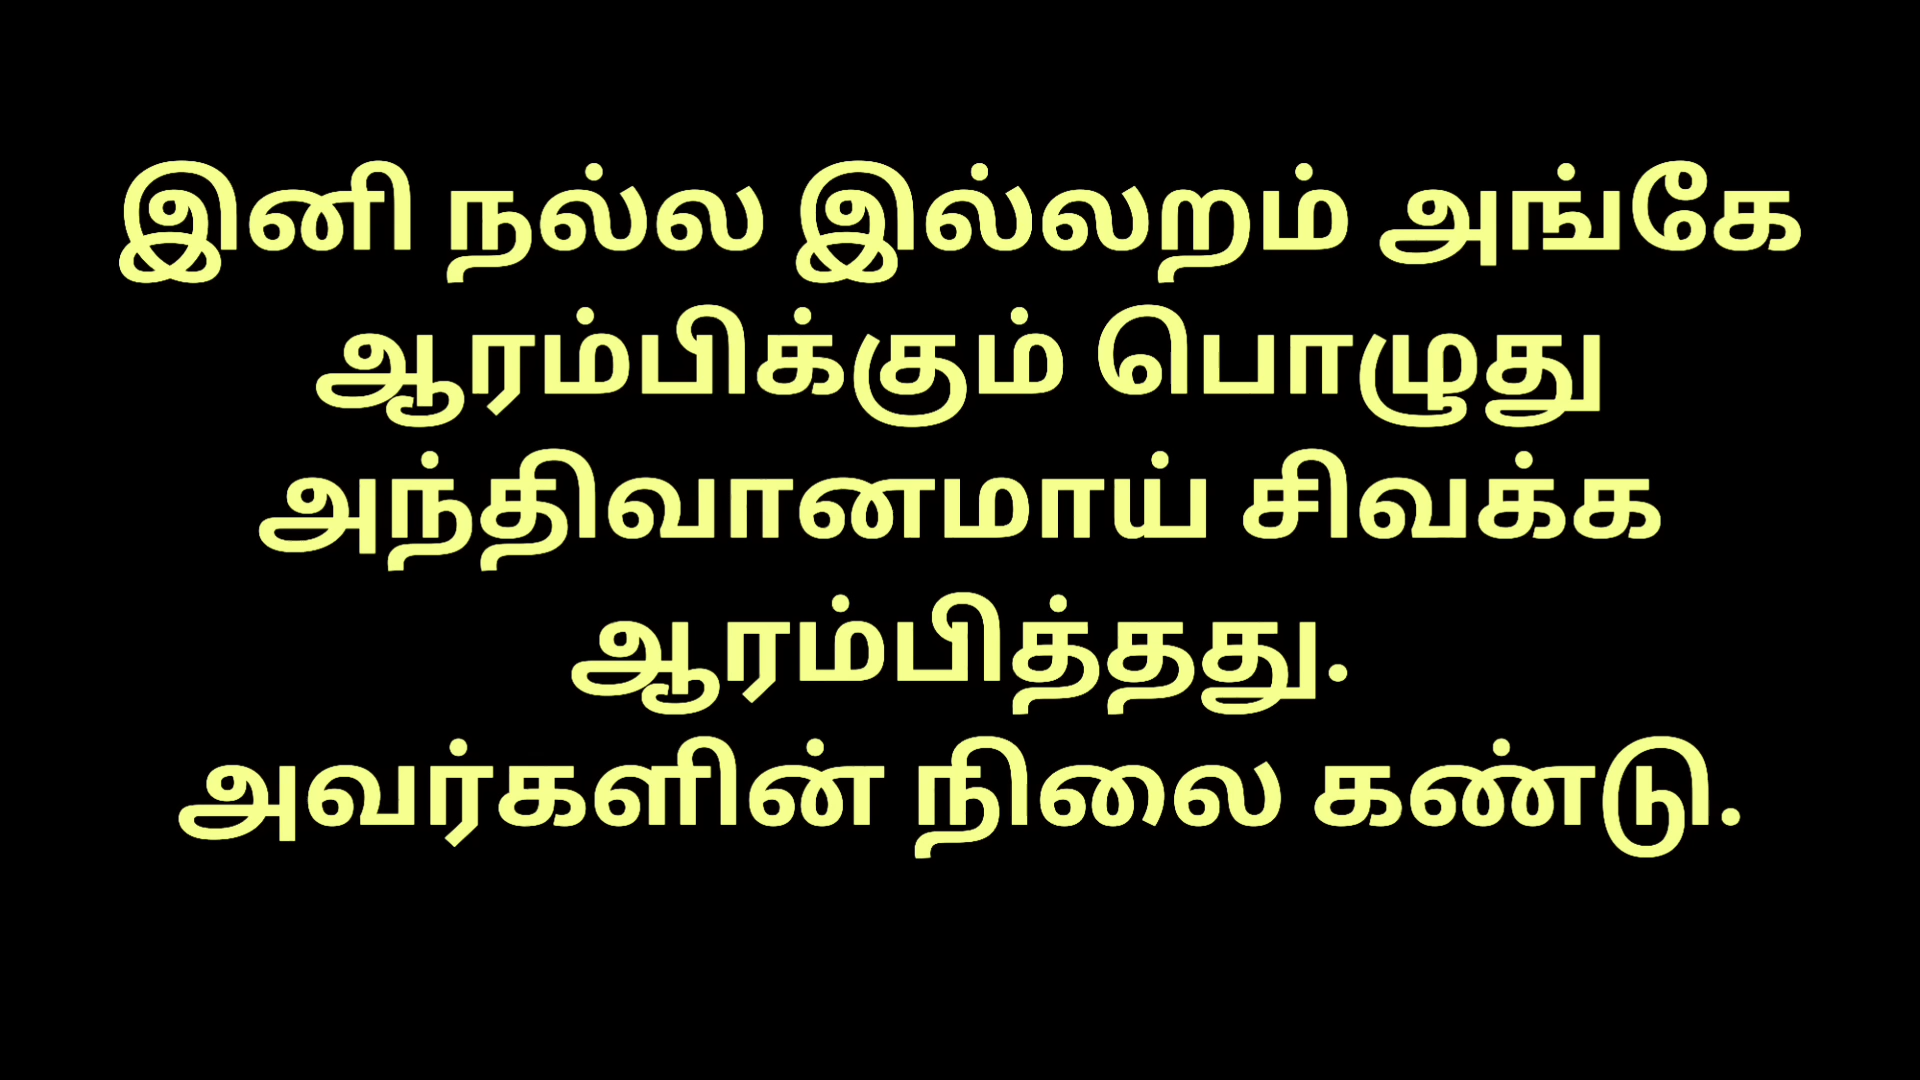 இனி நல்ல இல்லறம் அங்கே
ஆரம்பிக்கும் பொழுது
அந்திவானமாய் சிவக்க
ஆரம்பித்தது.
அவர்களின் நிலை கண்டு.